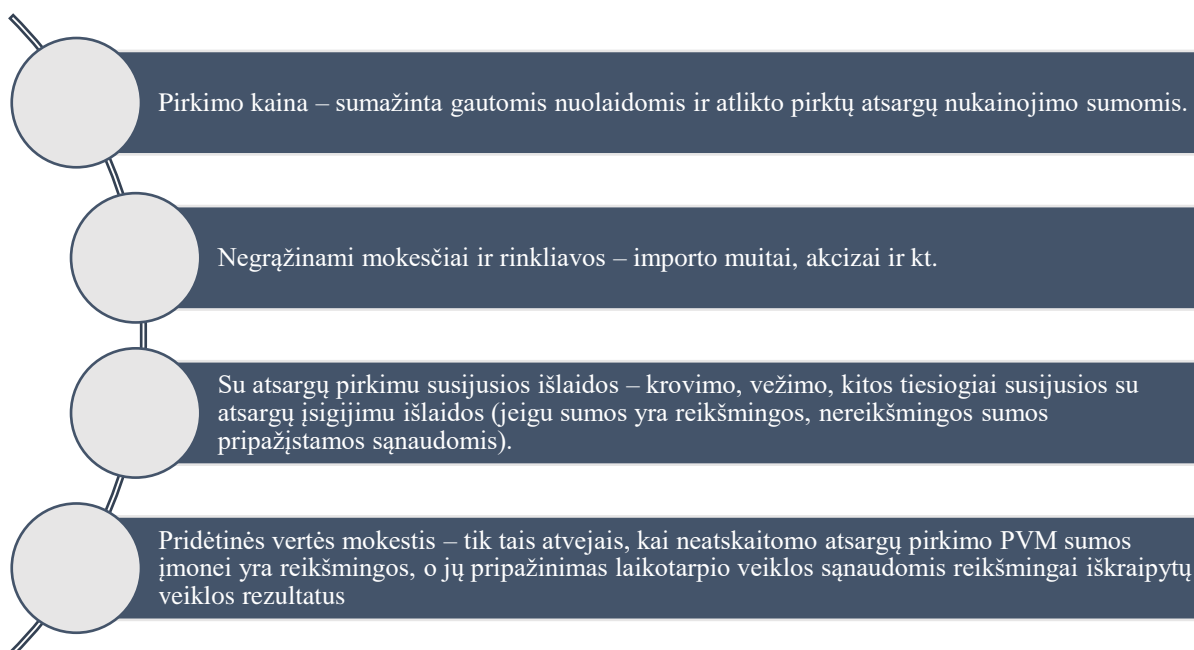 Pirkimo kaina – sumažinta gautomis nuolaidomis ir atlikto pirktų atsargų nukainojimo sumomis.
Negrąžinami mokesčiai ir rinkliavos – importo muitai, akcizai ir kt.
Su atsargų pirkimu susijusios išlaidos – krovimo, vežimo, kitos tiesiogiai susijusios su
atsargų įsigijimu išlaidos (jeigu sumos yra reikšmingos, nereikšmingos sumos
pripažįstamos sąnaudomis).
Pridėtinės vertės mokestis – tik tais atvejais, kai neatskaitomo atsargų pirkimo PVM sumos
įmonei yra reikšmingos, o jų pripažinimas laikotarpio veiklos sąnaudomis reikšmingai iškraipytų
veiklos rezultatus